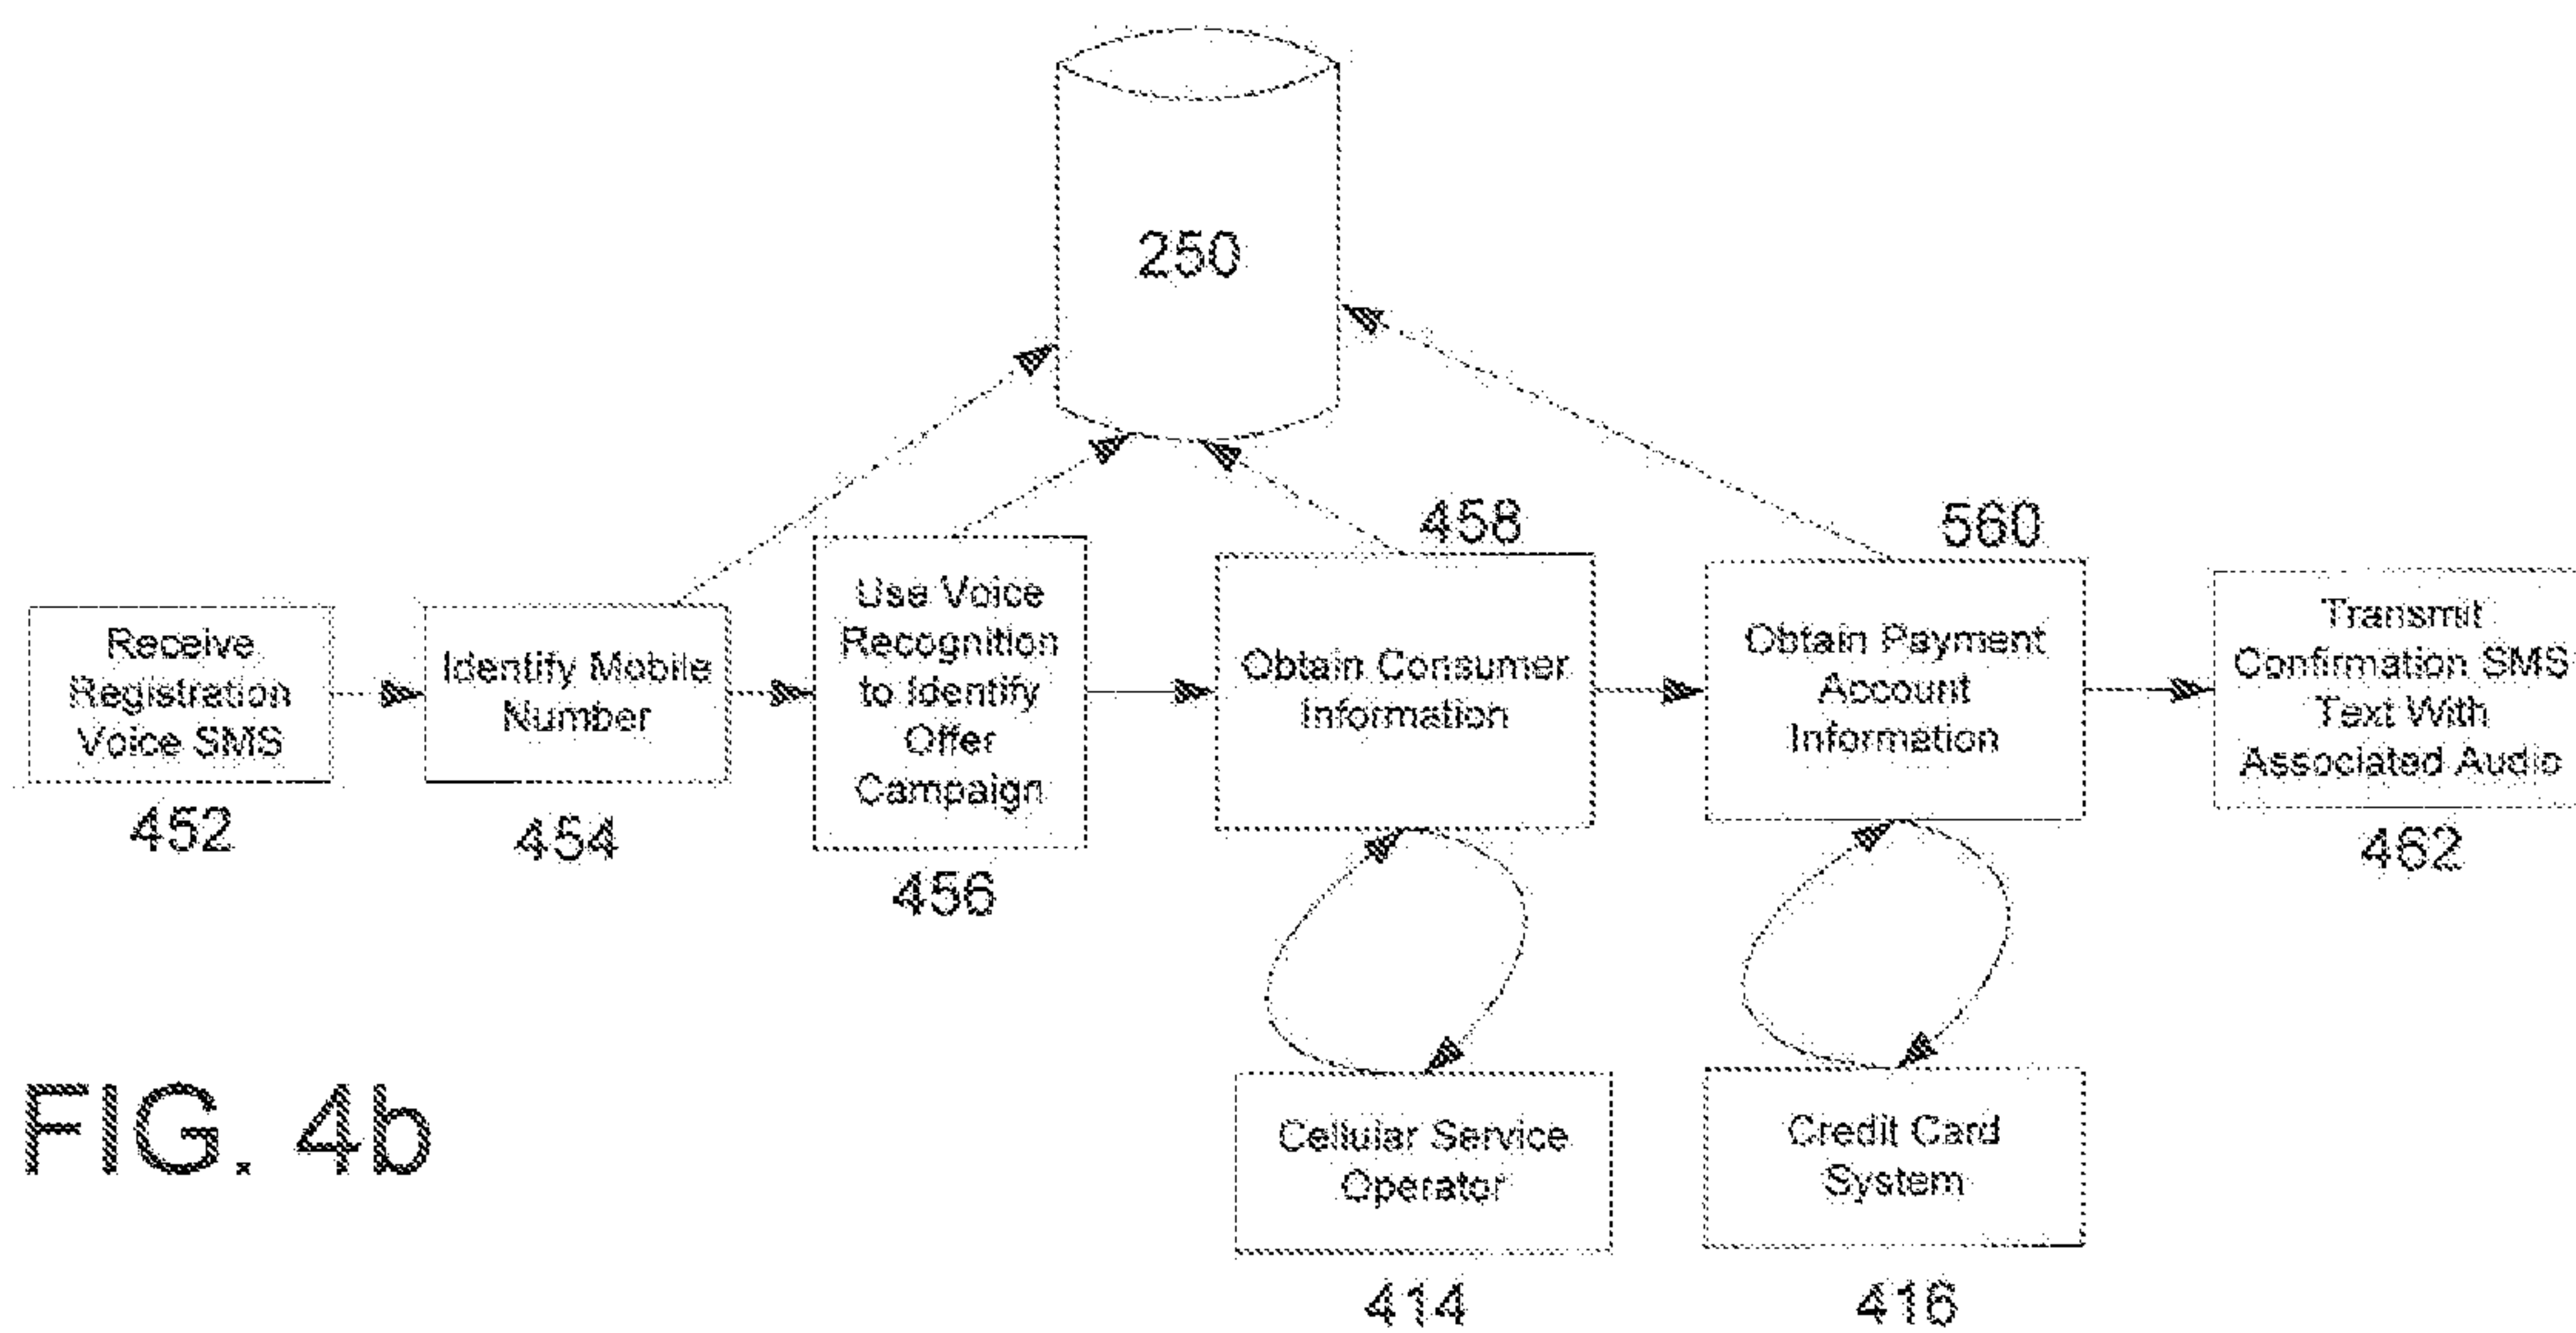 250
458
560
Receive
Registration
Voice SMS
452
Identify Mobile
Number
454
Use Voice
Recognition
to Identify
Offer
Campaign
456
Obtain Consumer
Information
Obtain Payment
Account
Information
Transmit
Confirmation SMS
Text With
Associated Audio
462
Cellular Service
Operator
414
Credit Card
System
416
FIG. 4b